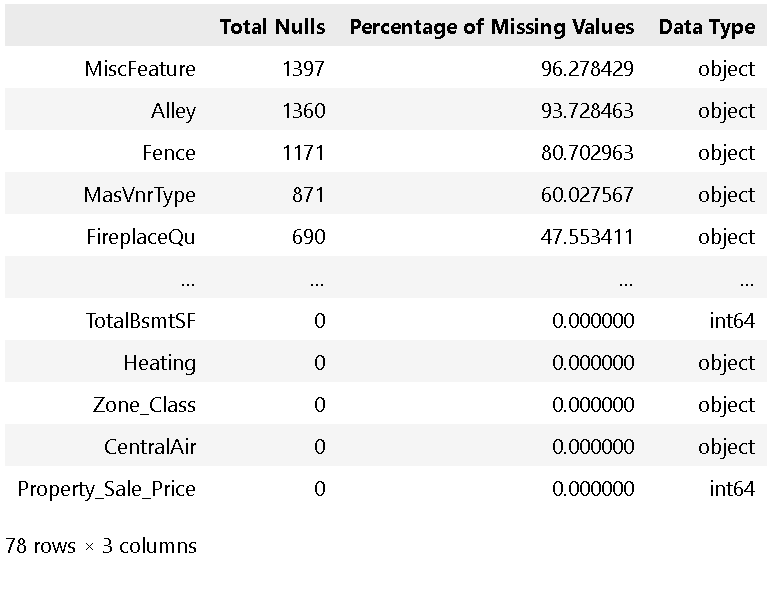 Total Nulls Percentage of Missing Values Data Type
MiscFeature 1397 96.278429 object
Alley 1360 93.728463 object
Fence 1171 80.702963 object
MasVnrType 871 60.027567 object
FireplaceQu 690 47.553411 object
... ... ... ...
TotalBsmtSF 0 0.000000 int64
Heating 0 0.000000 object
Zone_Class 0 0.000000 object
CentralAir 0 0.000000 object
Property_Sale_Price 0 0.000000 int64
78 rows × 3 columns